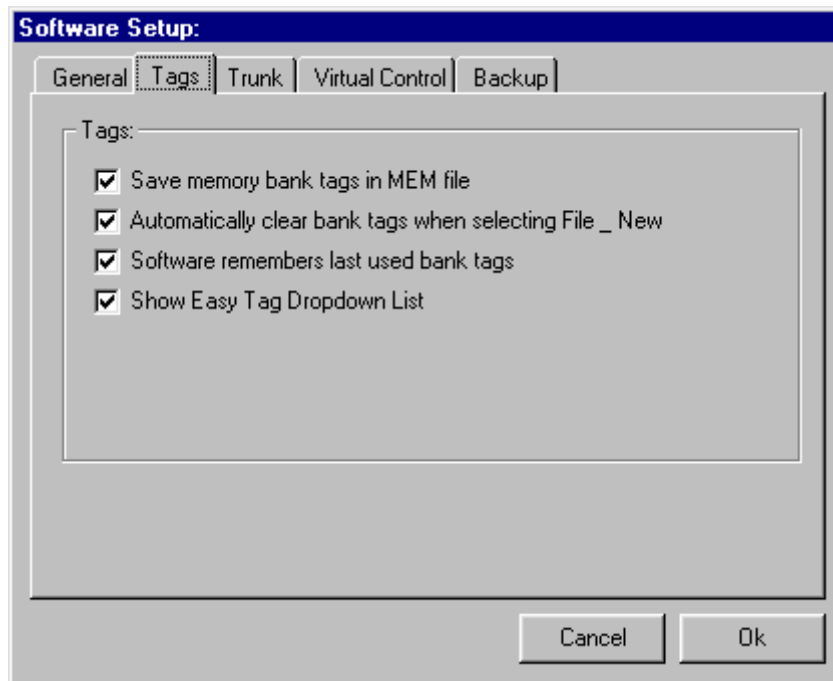 Software Setup:
General Tags Trunk Virtual Control Backup
Tags:
Save memory bank tags in MEM file
Automatically clear bank tags when selecting File _ New
Software remembers last used bank tags
Show Easy Tag Dropdown List
Cancel Ok